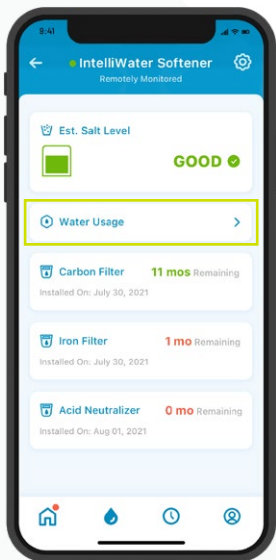 9:41
IntelliWater Softener
Remotely Monitored
Est. Salt Level
GOOD
Water Usage
Carbon Filter 11 mos Remaining
Installed On: July 30, 2021
Iron Filter 1 mo Remaining
Installed On: July 30, 2021
Acid Neutralizer 0 mo Remaining
Installed On: Aug 01, 2021